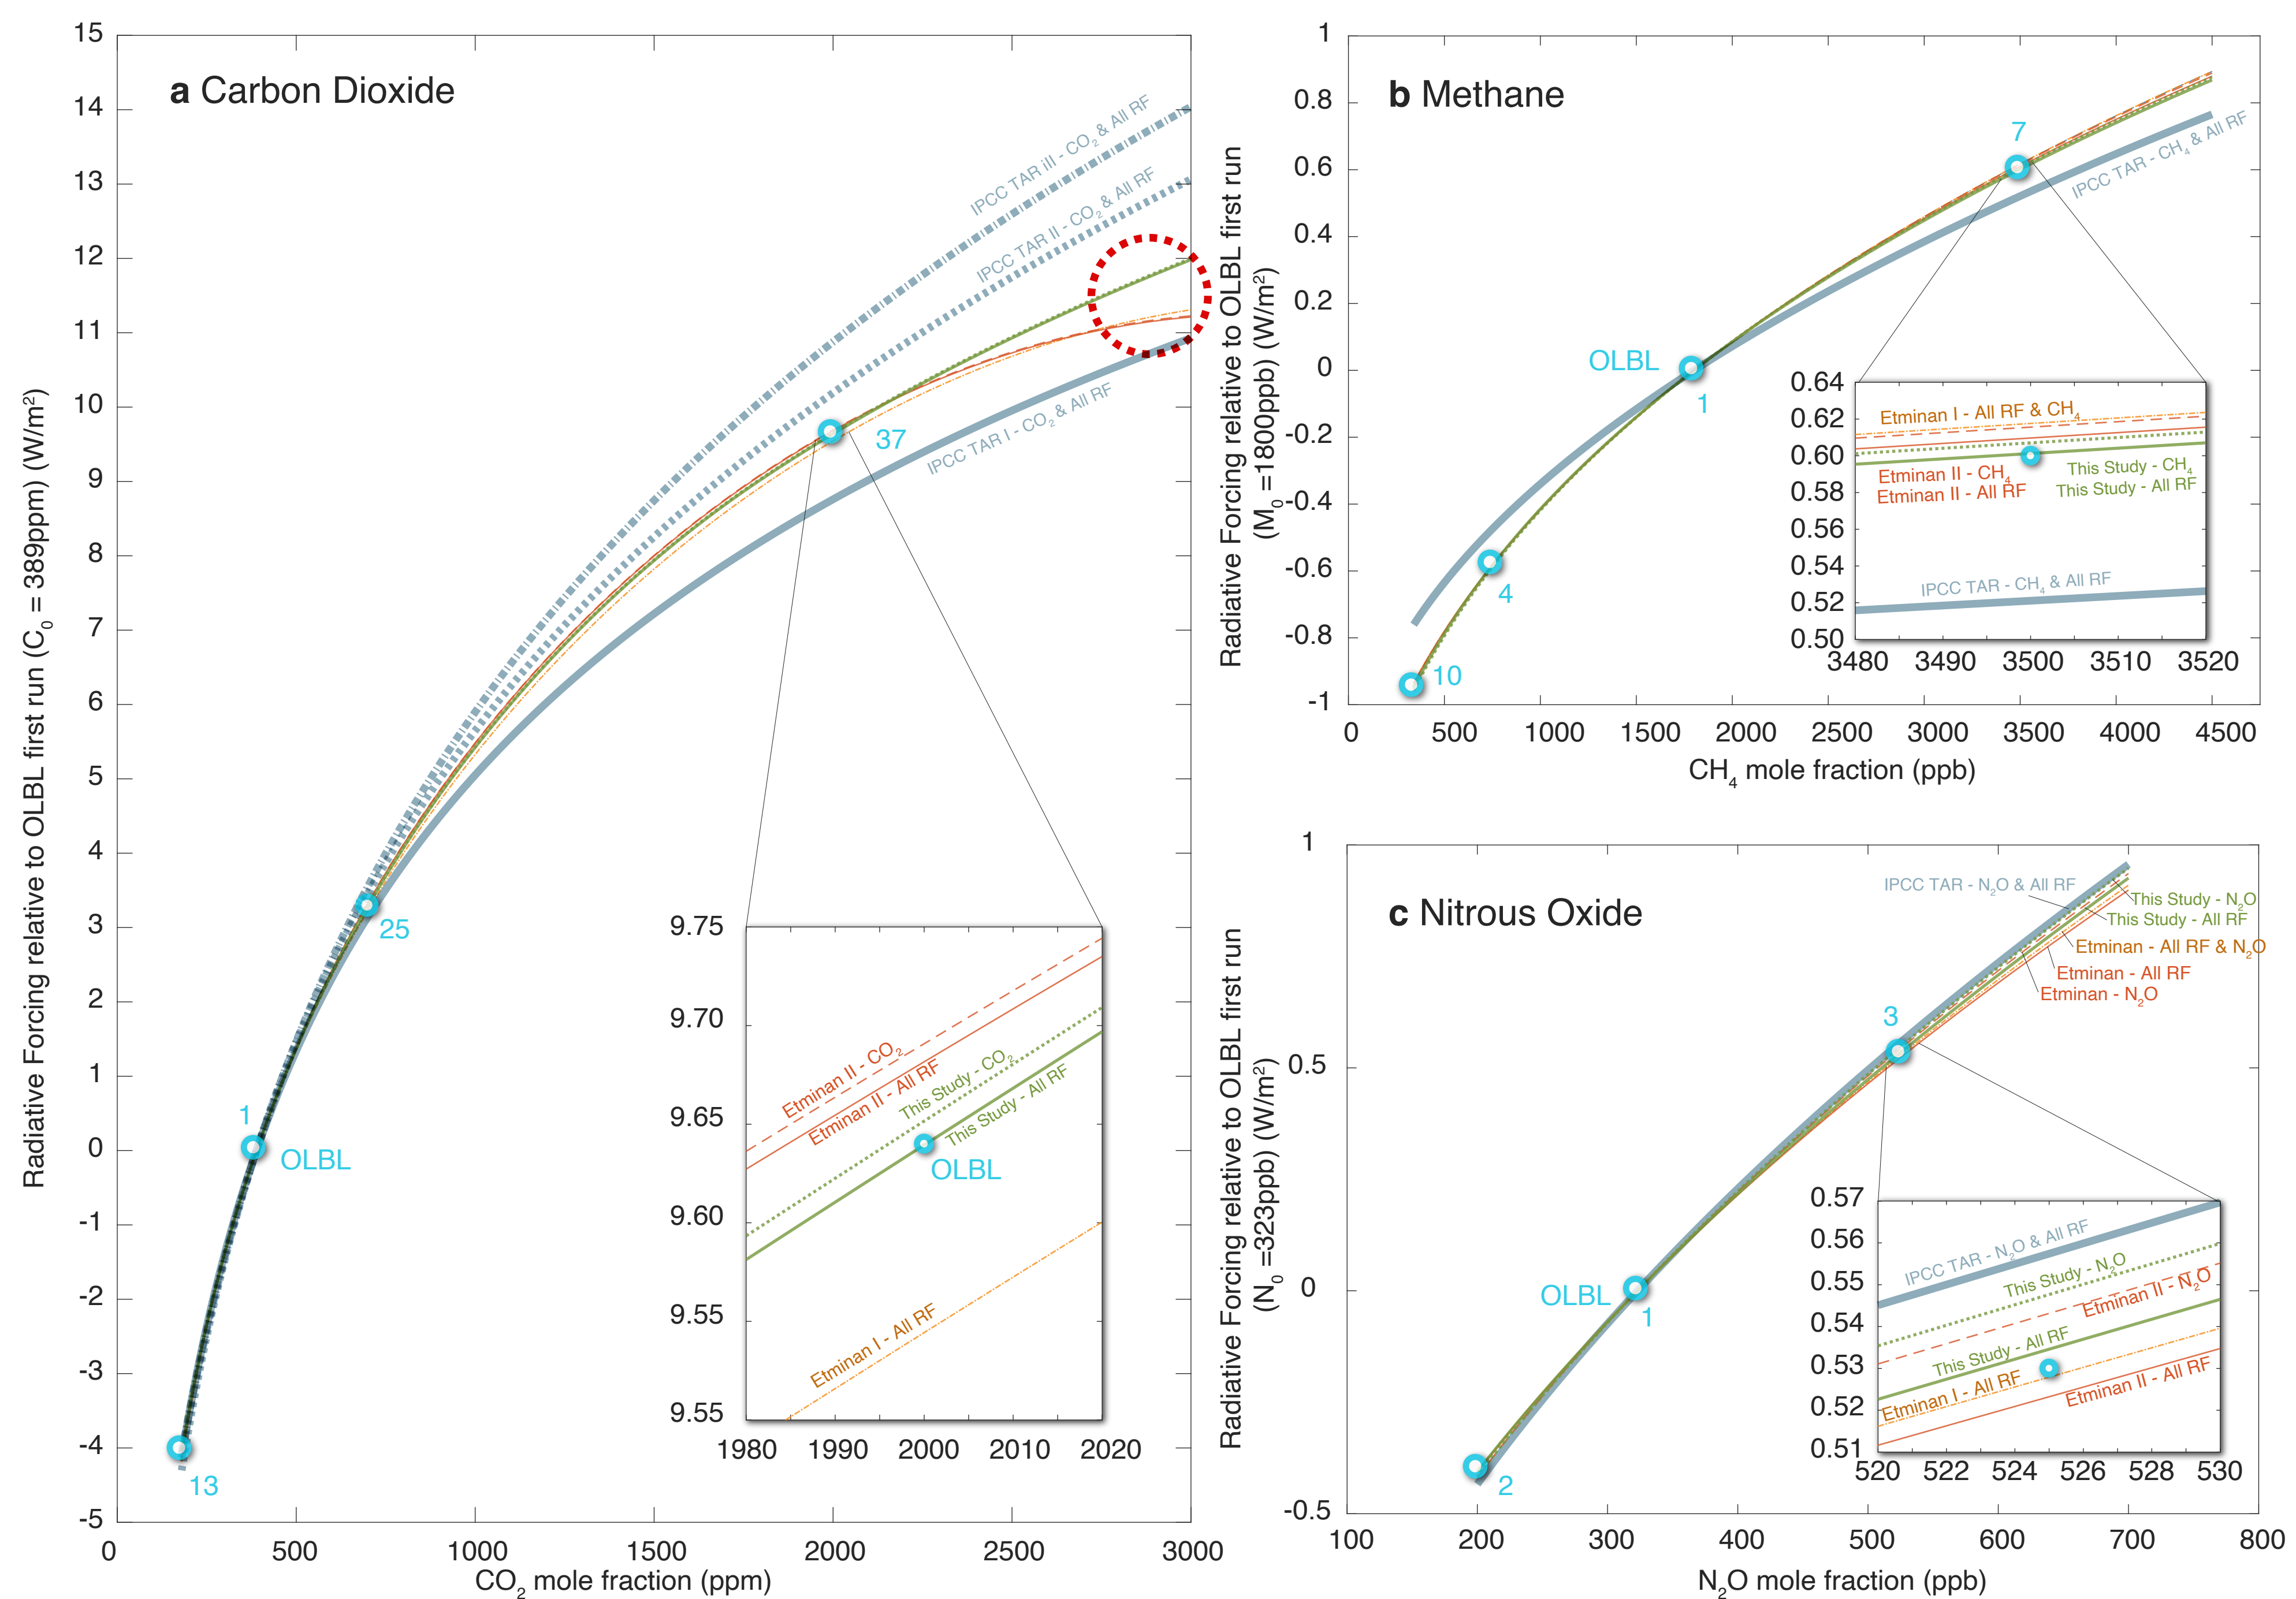 a Carbon Dioxide
Radiative Forcing relative to OLBL first run (C₀ = 389ppm) (W/m²)
15
14
13
12
11
10
9
8
7
6
5
4
3
2
1
0
-1
-2
-3
-4
-5
0
500
1000
1500
2000
2500
3000
CO₂ mole fraction (ppm)
IPCC TAR iII - CO₂ & All RF
IPCC TAR II - CO₂ & All RF
IPCC TAR I - CO₂ & All RF
37
25
1
OLBL
13
9.75
9.70
9.65
9.60
9.55
9.55
1980
1990
2000
2010
2020
Etminan II - CO₂
Etminan II - All RF
This Study - CO₂
This Study - All RF
OLBL
Etminan I - All RF
b Methane
Radiative Forcing relative to OLBL first run
(M₀ =1800ppb) (W/m²)
1
0.8
0.6
0.4
0.2
0
-0.2
-0.4
-0.6
-0.8
-1
0
500
1000
1500
2000
2500
3000
3500
4000
4500
CH₄ mole fraction (ppb)
7
IPCC TAR - CH₄ & All RF
OLBL
1
4
10
0.64
0.62
0.60
0.58
0.56
0.54
0.52
0.50
3480
3490
3500
3510
3520
Etminan I - All RF & CH₄
Etminan II - CH₄
Etminan II - All RF
This Study - CH₄
This Study - All RF
IPCC TAR - CH₄ & All RF
c Nitrous Oxide
Radiative Forcing relative to OLBL first run
(N₀ =323ppb) (W/m²)
1
0.5
0
-0.5
100
200
300
400
500
600
700
800
N₂O mole fraction (ppb)
IPCC TAR - N₂O & All RF
This Study - N₂O
This Study - All RF
Etminan - All RF & N₂O
Etminan - All RF
Etminan - N₂O
3
OLBL
1
2
0.57
0.56
0.55
0.54
0.53
0.52
0.51
520
522
524
526
528
530
IPCC TAR - N₂O & All RF
This Study - N₂O
Etminan II - N₂O
This Study - All RF
Etminan I - All RF
Etminan II - All RF